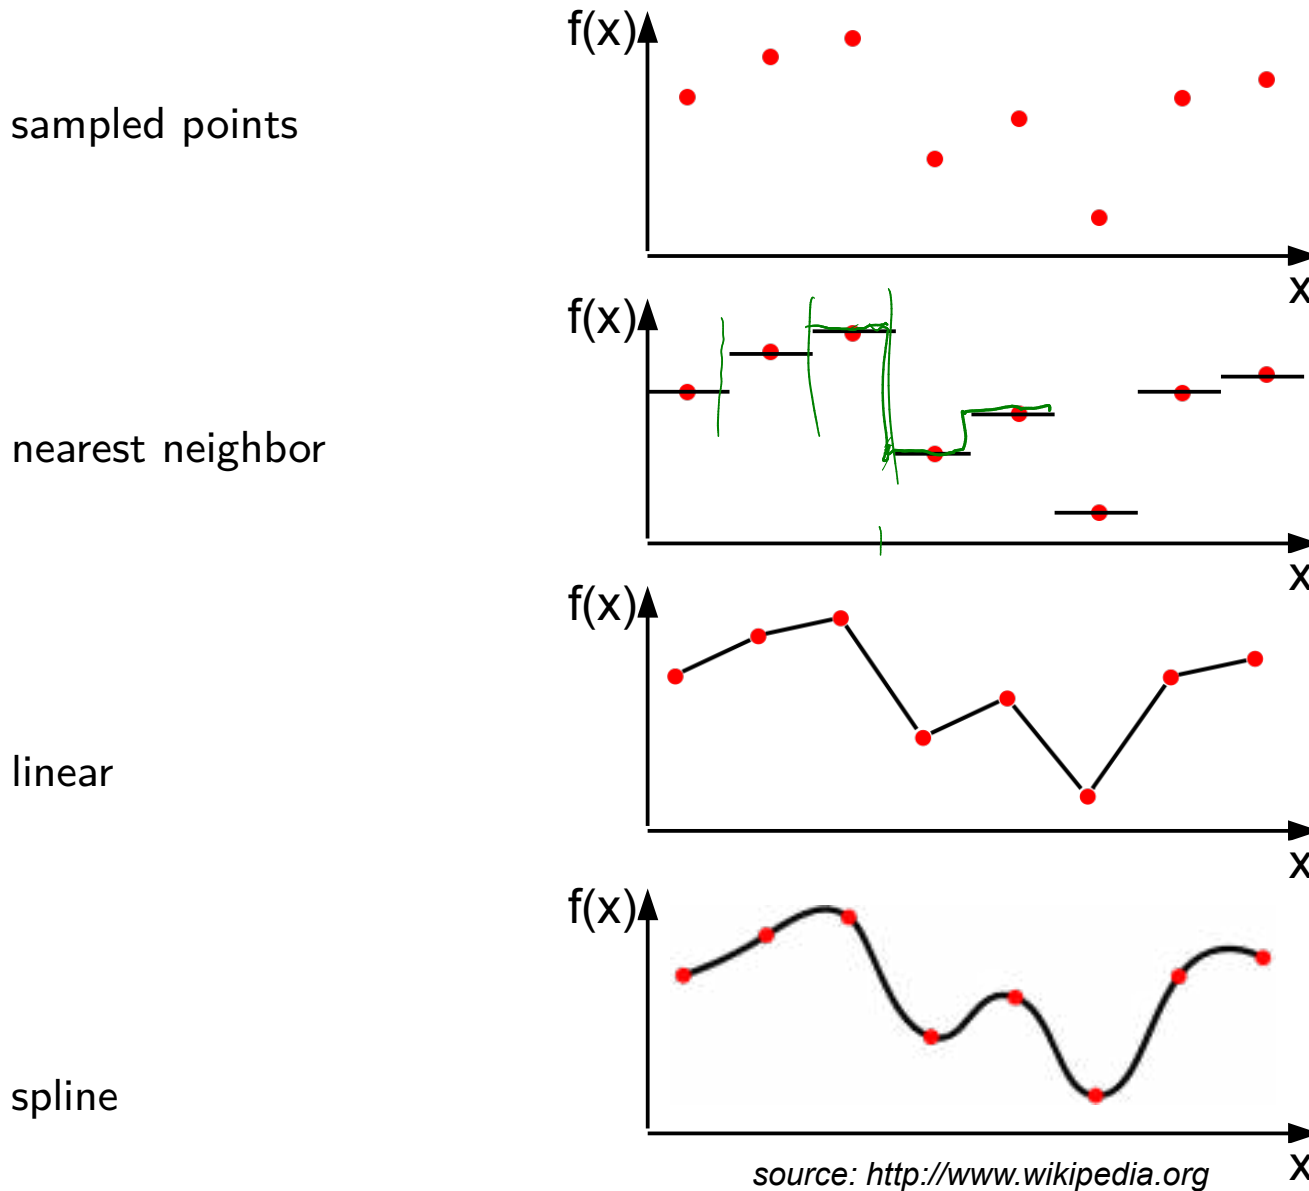 f(x)
sampled points
x
f(x)
nearest neighbor
x
f(x)
linear
x
f(x)
spline
x
source: http://www.wikipedia.org